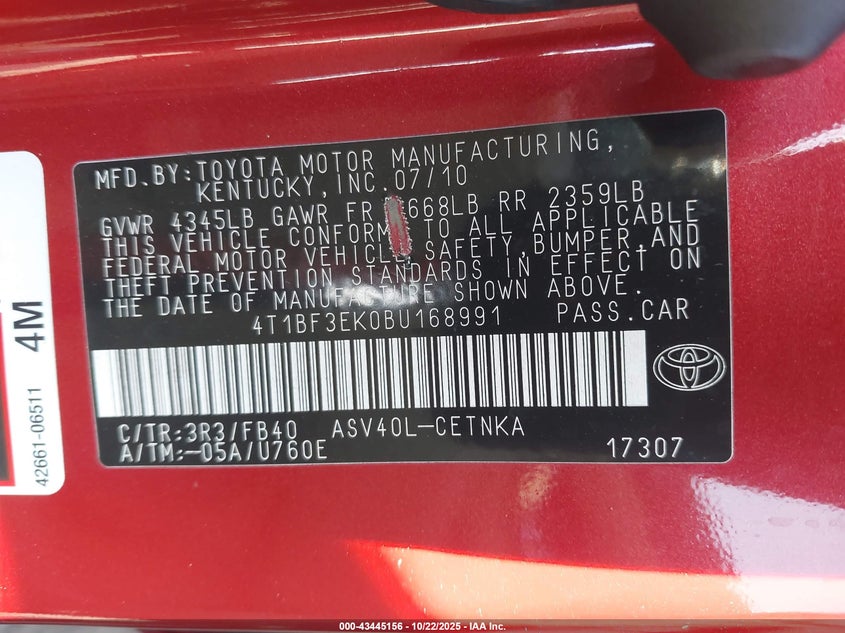 MFD.BY:TOYOTA MOTOR MANUFACTURING,
KENTUCKY,INC.07/10
GVWR 4345LB GAWR FR 668LB RR 2359LB
THIS VEHICLE CONFORM TO ALL APPLICABLE
FEDERAL MOTOR VEHICLE SAFETY,BUMPER,AND
THEFT PREVENTION STANDARDS IN EFFECT ON
THE DATE OF MANUFACTURE SHOWN ABOVE.
4T1BF3EK0BU168991 PASS.CAR
C/TR:3R3/FB40 ASV40L-CETNKA
A/TM:-05A/U760E 17307
4M
42661-06511
000-43445156 - 10/22/2025 - IAA Inc.